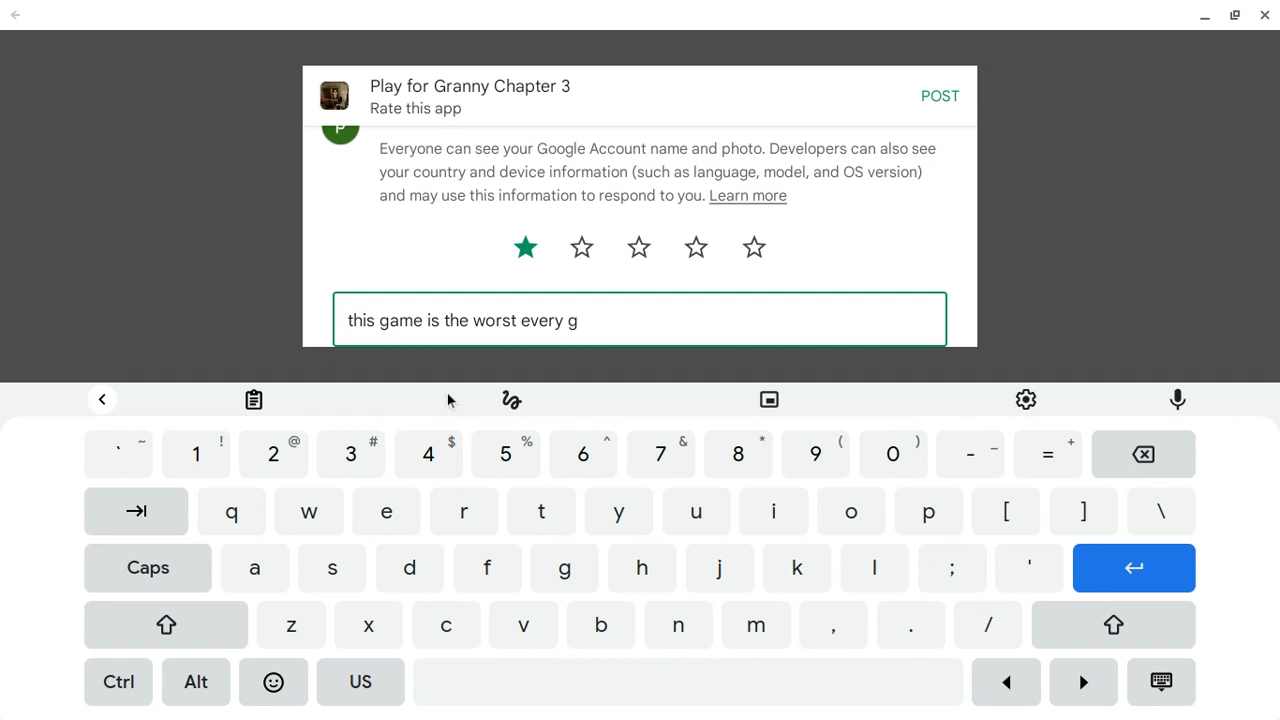 Play for Granny Chapter 3
Rate this app
POST
Everyone can see your Google Account name and photo. Developers can also see
your country and device information (such as language, model, and OS version)
and may use this information to respond to you. Learn more
this game is the worst every g
` ~ 1 ! 2 @ 3 # 4 $ 5 % 6 ^ 7 & 8 * 9 ( 0 ) - _ = +
q w e r t y u i o p [ ] \
Caps a s d f g h j k l ; '
z x c v b n m , . /
Ctrl Alt US